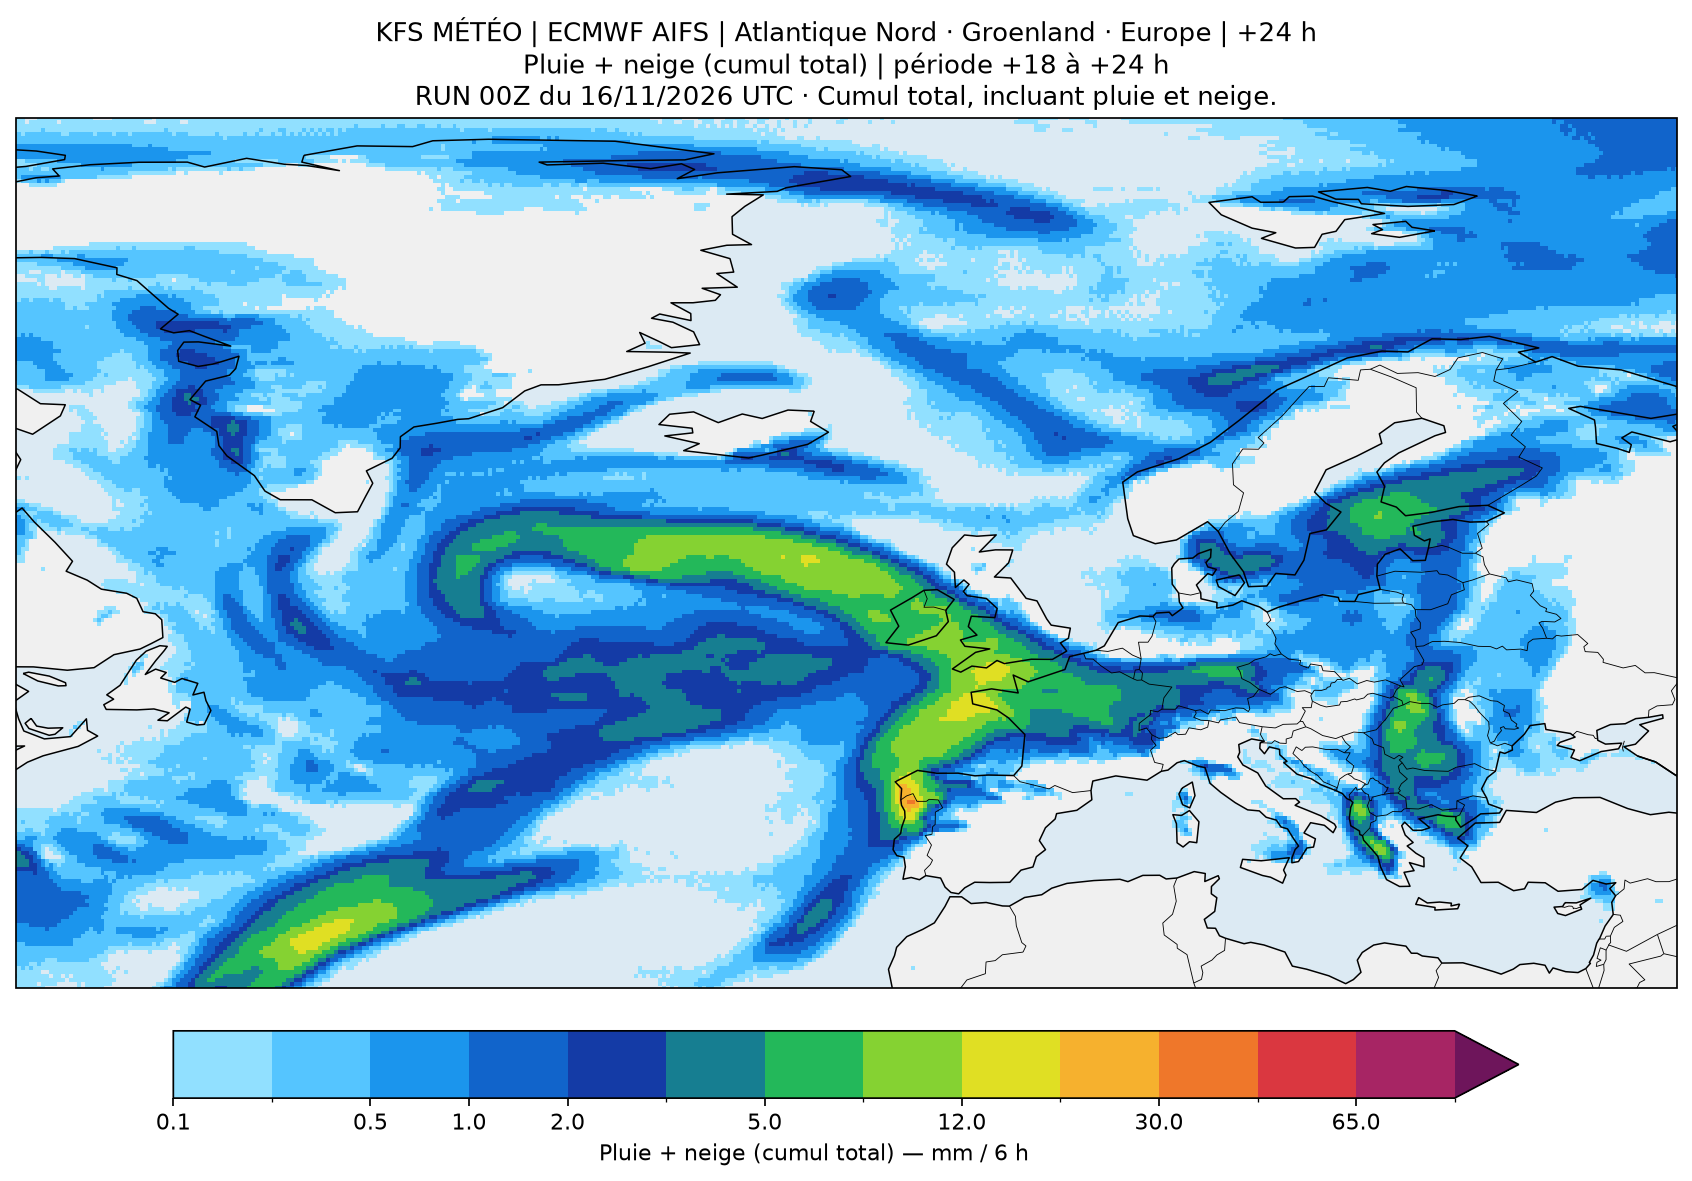 KFS MÉTÉO | ECMWF AIFS | Atlantique Nord · Groenland · Europe | +24 h
Pluie + neige (cumul total) | période +18 à +24 h
RUN 00Z du 16/11/2026 UTC · Cumul total, incluant pluie et neige.
0.1 0.5 1.0 2.0 5.0 12.0 30.0 65.0
Pluie + neige (cumul total) — mm / 6 h